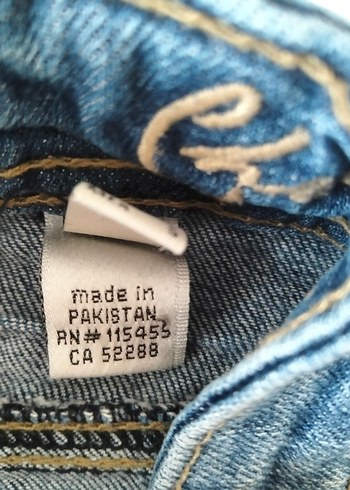 made in
PAKISTAN
RN# 115455
CA 52288